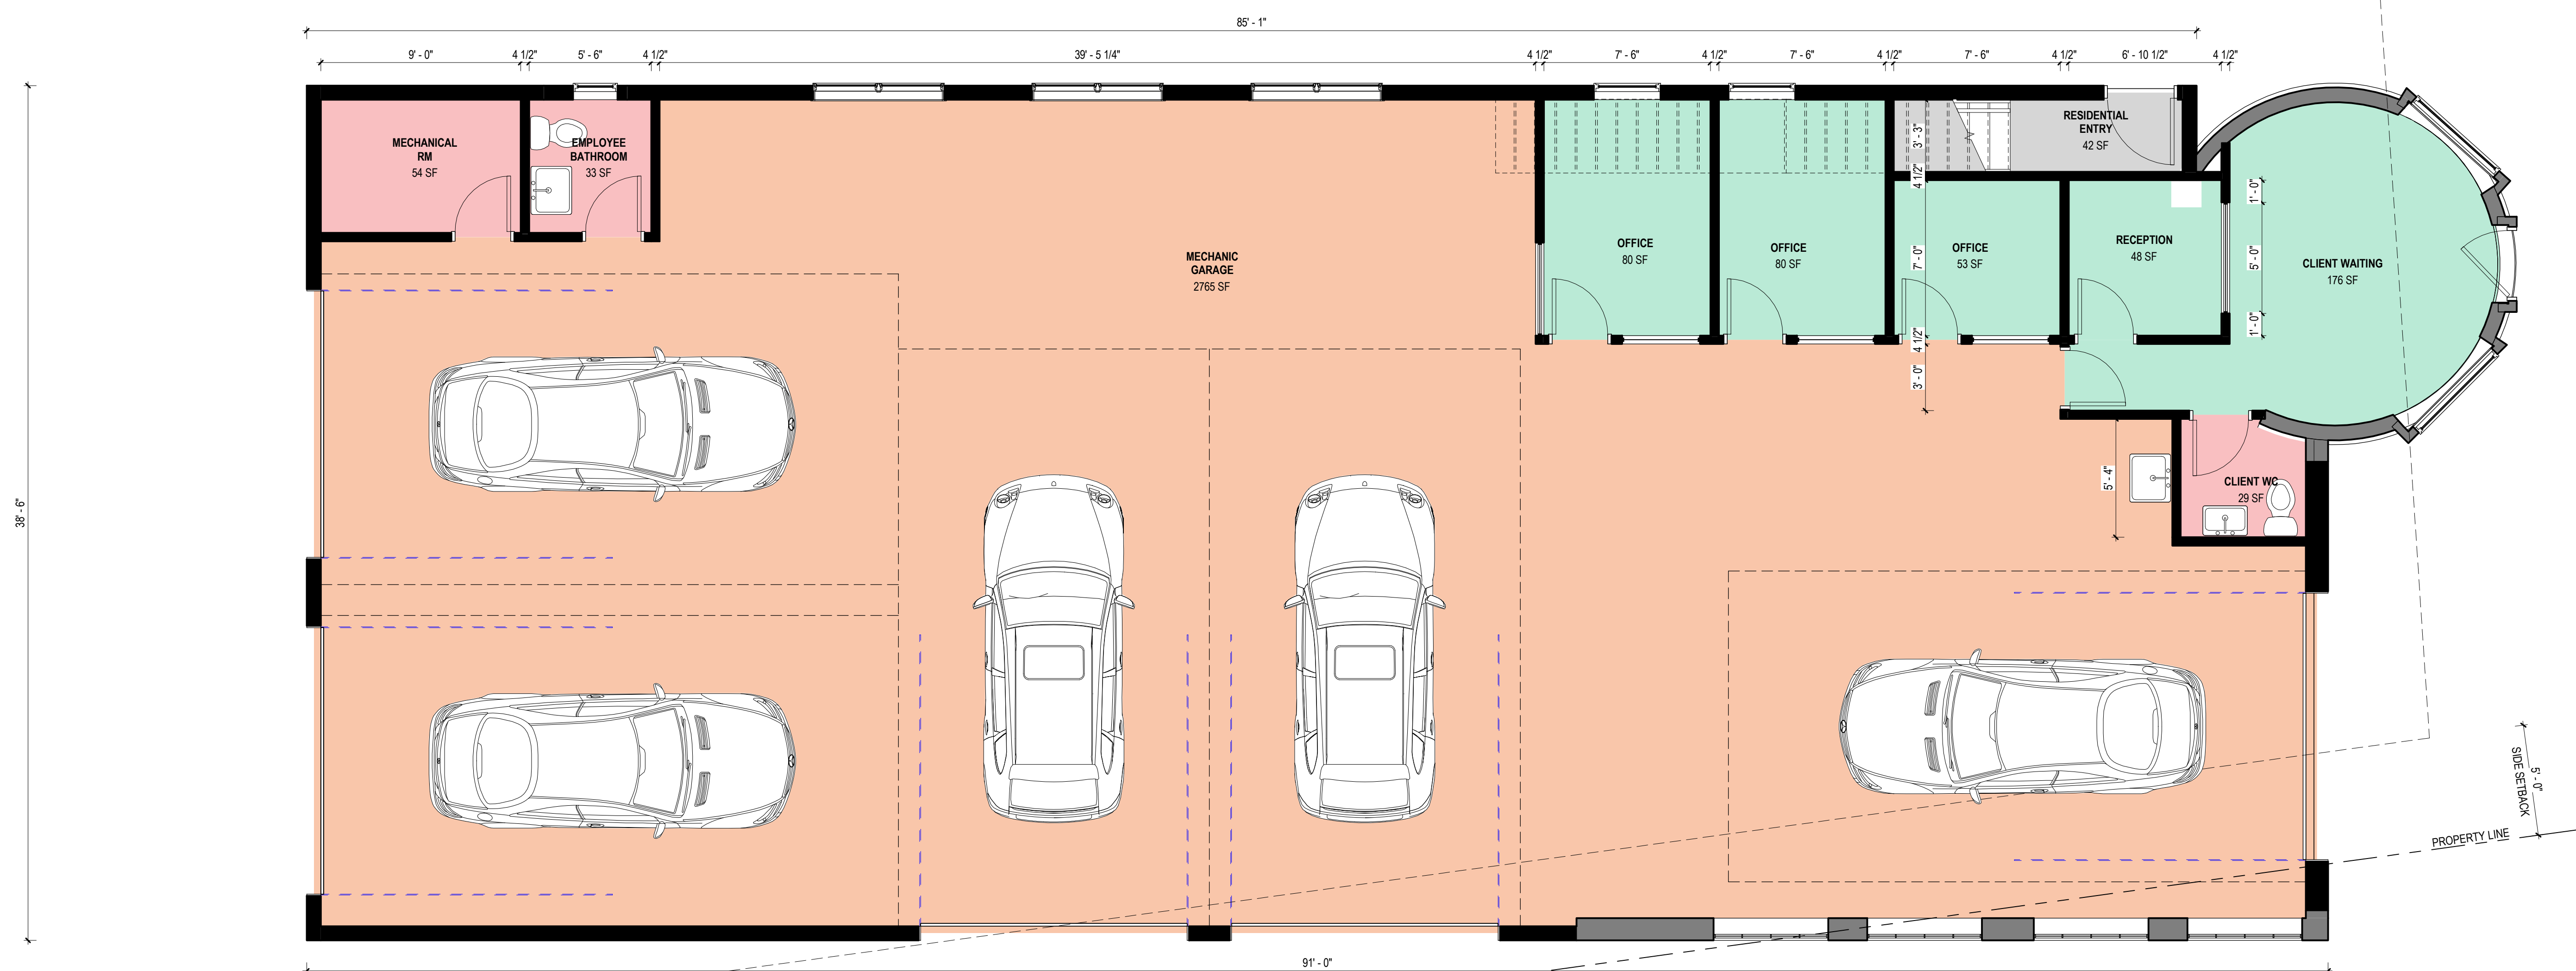 85' - 1"
9' - 0"
4 1/2"
5' - 6"
4 1/2"
39' - 5 1/4"
4 1/2"
7' - 6"
4 1/2"
7' - 6"
4 1/2"
7' - 6"
4 1/2"
6' - 10 1/2"
4 1/2"
MECHANICAL
RM
54 SF
EMPLOYEE
BATHROOM
33 SF
MECHANIC
GARAGE
2765 SF
OFFICE
80 SF
OFFICE
80 SF
OFFICE
53 SF
RESIDENTIAL
ENTRY
42 SF
RECEPTION
48 SF
CLIENT WAITING
176 SF
3' - 3"
4 1/2"
7' - 0"
4 1/2"
3' - 0"
1' - 0"
5' - 0"
1' - 0"
5' - 4"
CLIENT WC
29 SF
38' - 6"
5' - 0"
SIDE SETBACK
PROPERTY LINE
91' - 0"